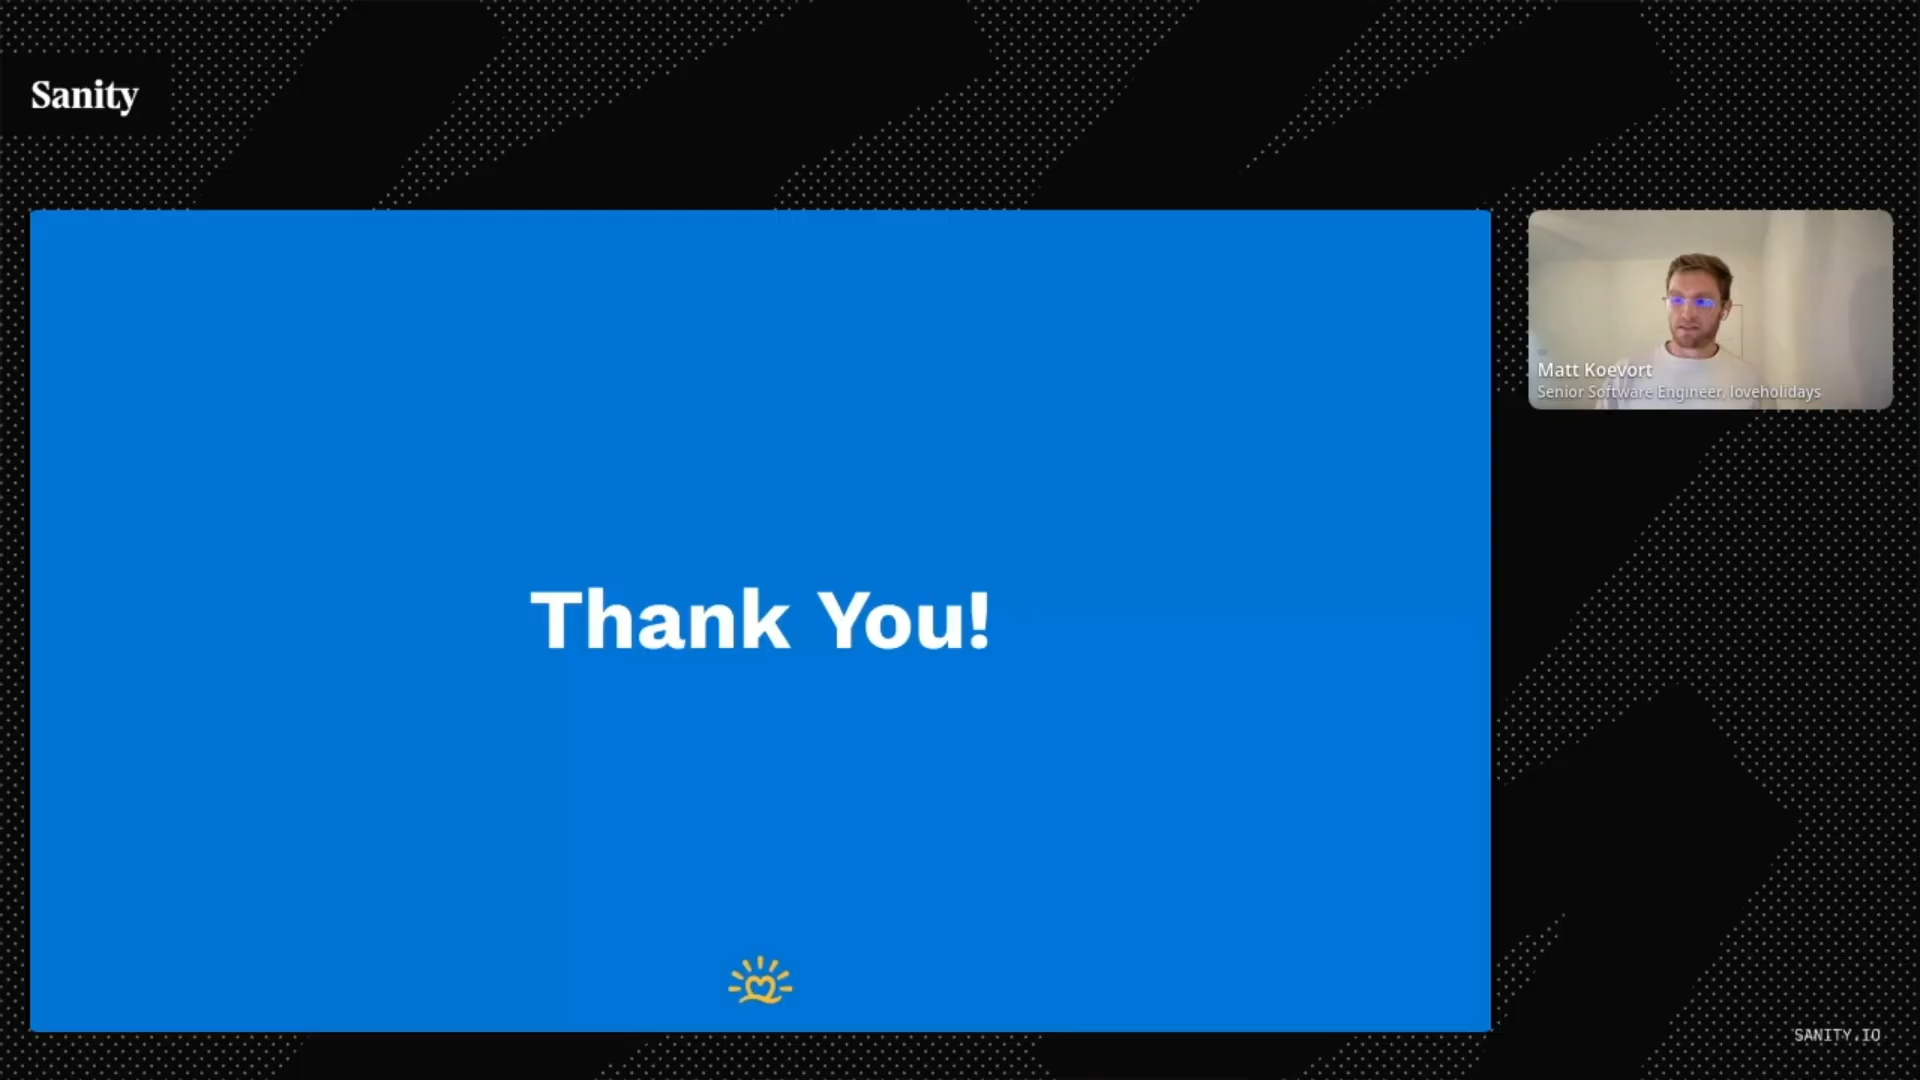 Sanity
Thank You!
Matt Koevort
Senior Software Engineer, loveholidays
SANITY.IO